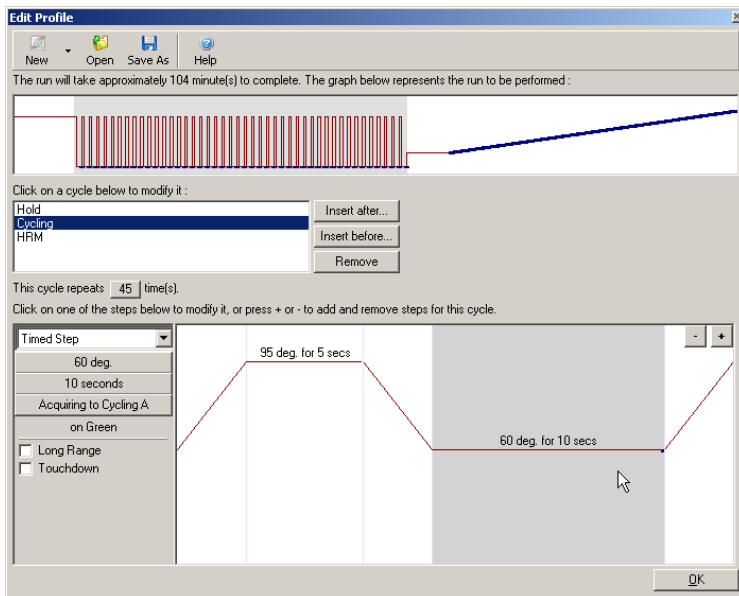 Edit Profile
New Open Save As Help
The run will take approximately 104 minute(s) to complete. The graph below represents the run to be performed :
Click on a cycle below to modify it :
Hold
Cycling
HRM
Insert after...
Insert before...
Remove
This cycle repeats 45 time(s).
Click on one of the steps below to modify it, or press + or - to add and remove steps for this cycle.
Timed Step
60 deg.
10 seconds
Acquiring to Cycling A
on Green
Long Range
Touchdown
- +
95 deg. for 5 secs
60 deg. for 10 secs
OK